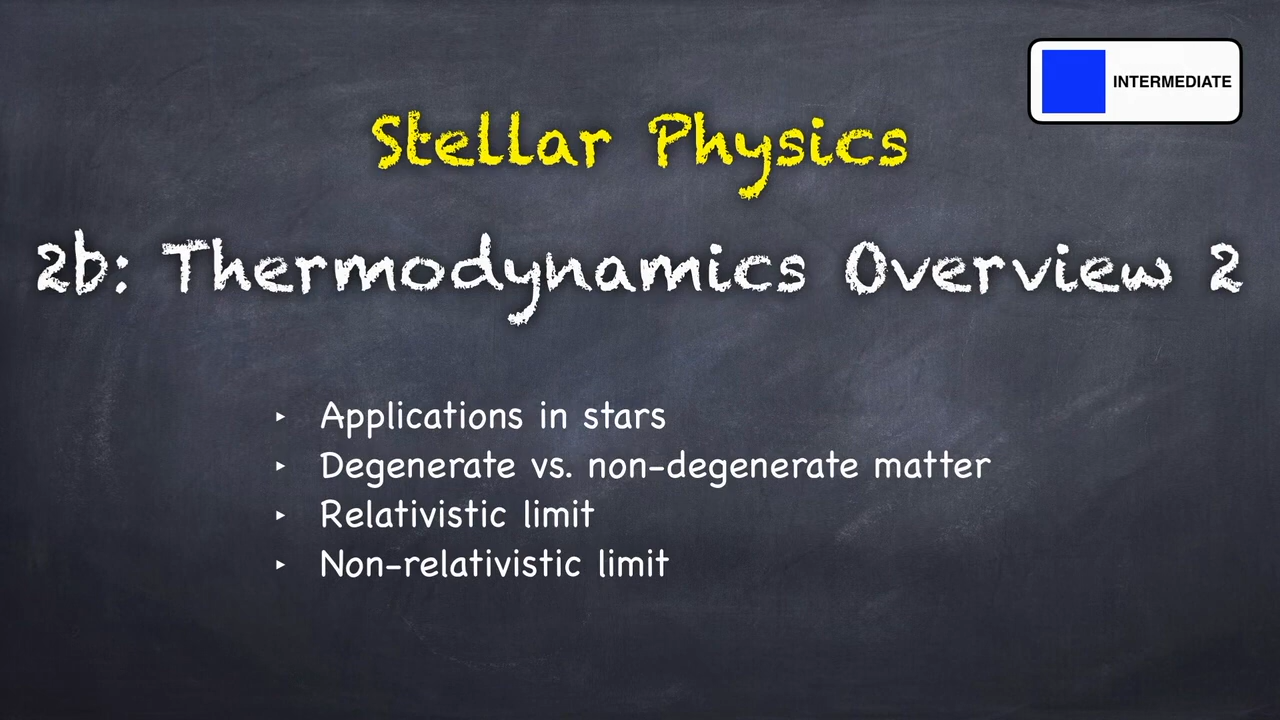 INTERMEDIATE
Stellar Physics
2b: Thermodynamics Overview 2
‣ Applications in stars
‣ Degenerate vs. non-degenerate matter
‣ Relativistic limit
‣ Non-relativistic limit